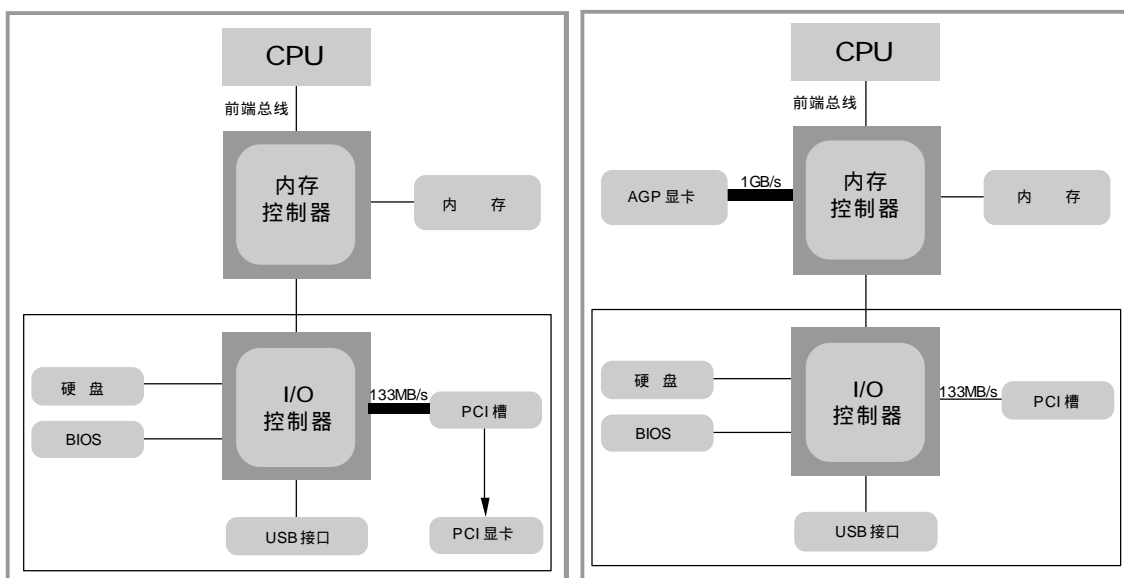 CPU
前端总线
内存
控制器
内 存
硬 盘
BIOS
I/O
控制器
133MB/s
PCI 槽
USB 接口
PCI 显卡
CPU
前端总线
AGP 显卡
1GB/s
内存
控制器
内 存
硬 盘
BIOS
I/O
控制器
133MB/s
PCI 槽
USB 接口